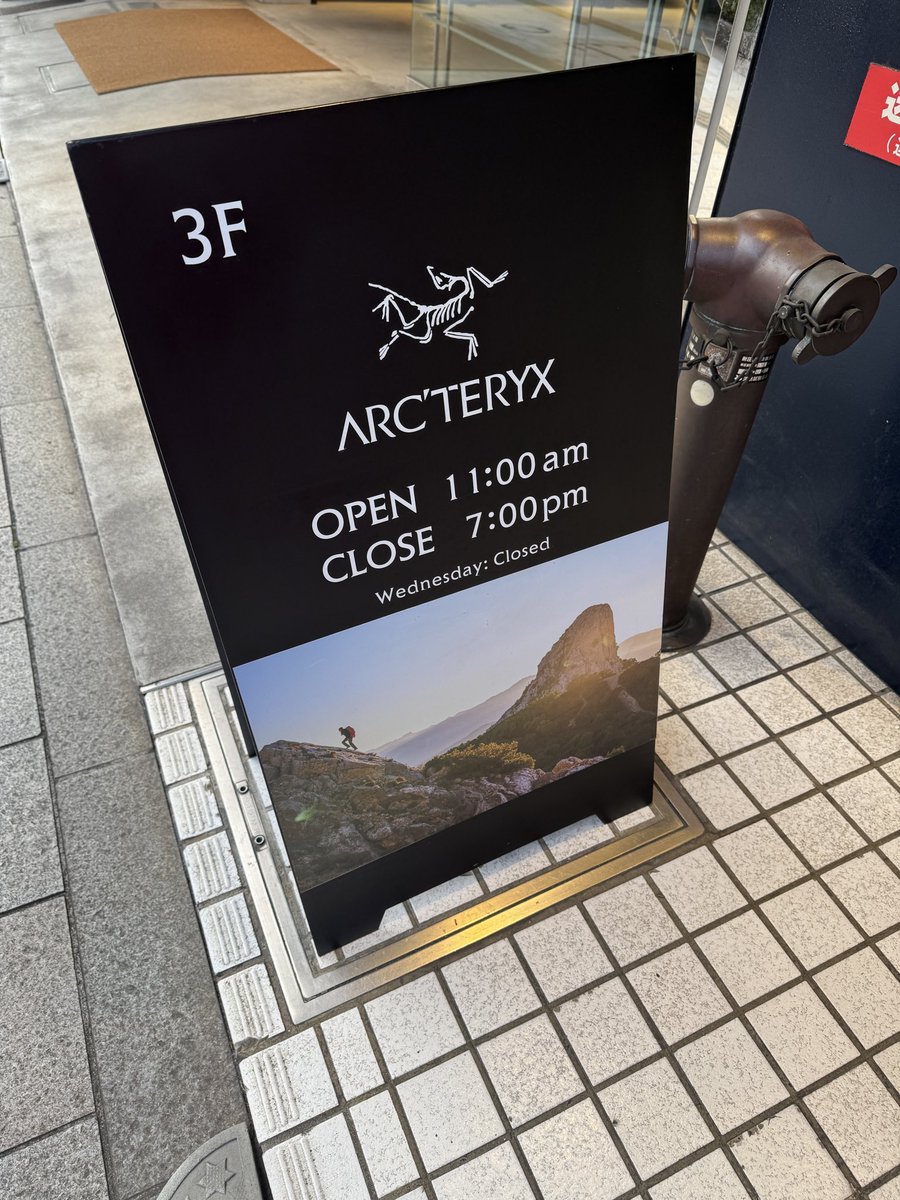 3F
ARC'TERYX
OPEN 11:00 am
CLOSE 7:00 pm
Wednesday: Closed